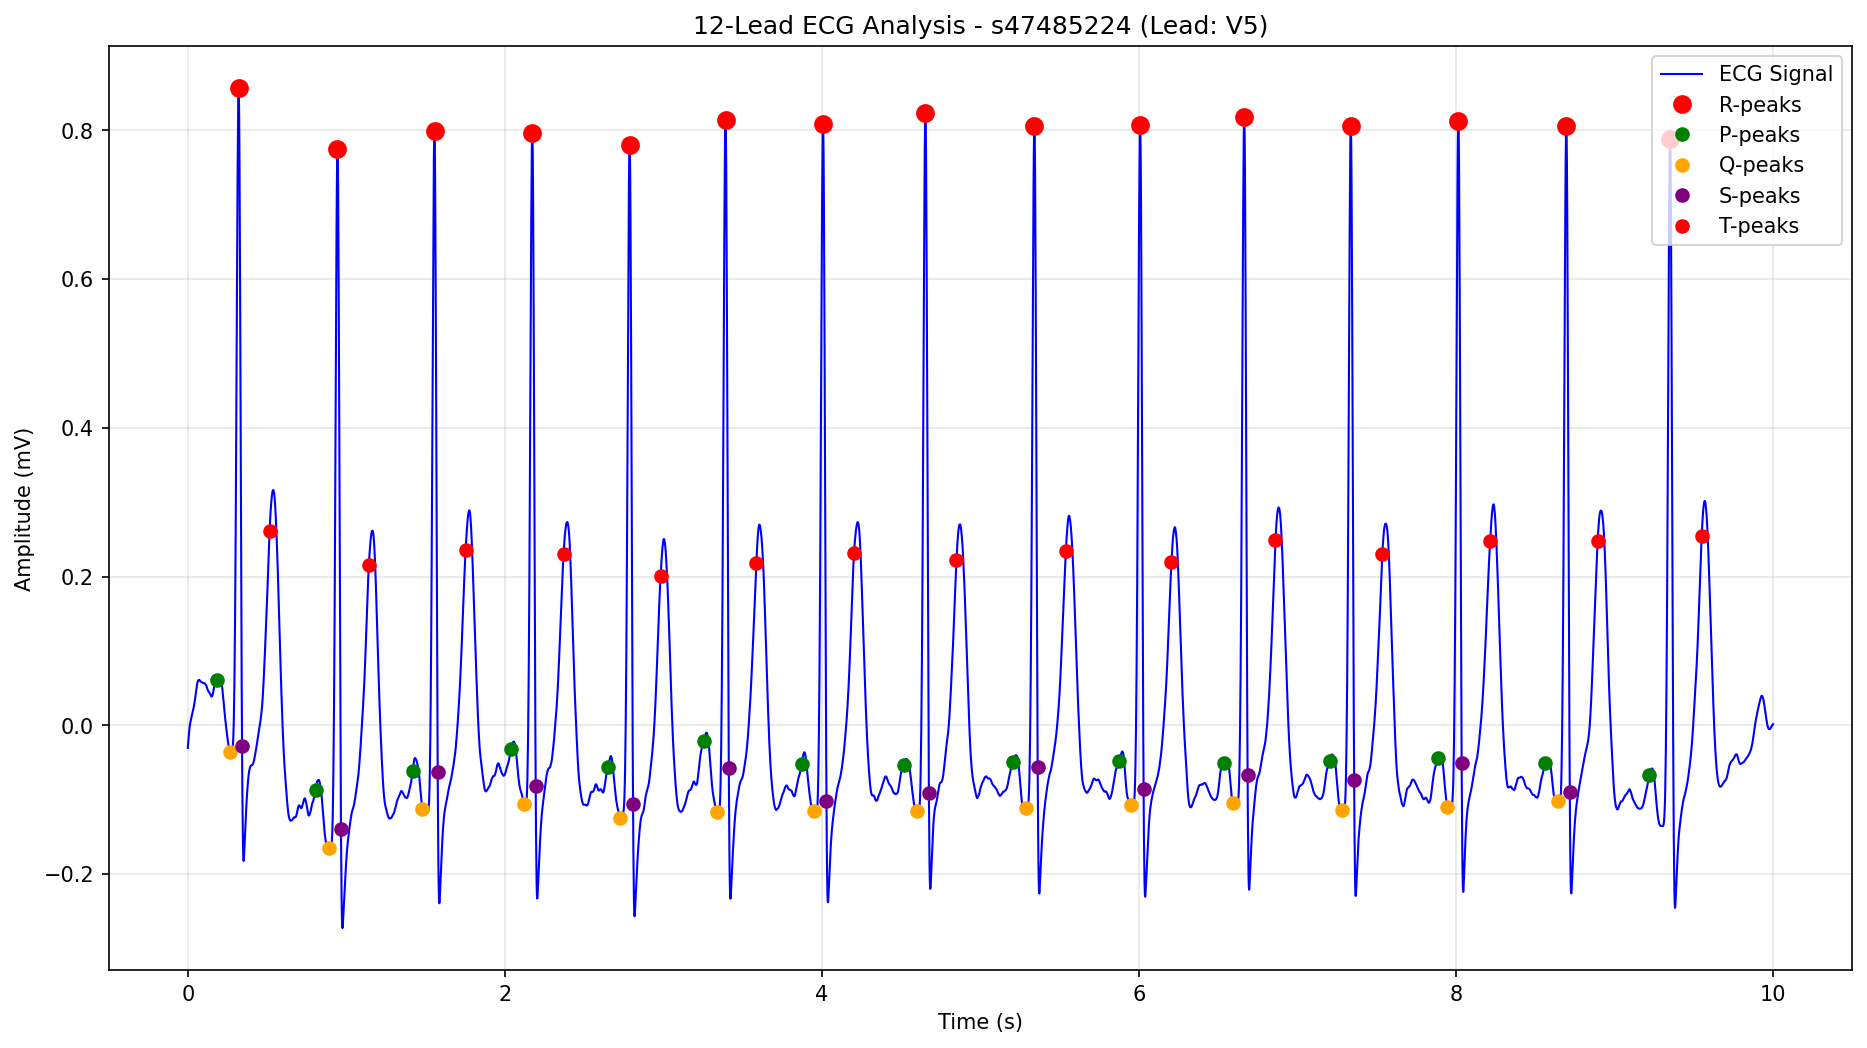 12-Lead ECG Analysis - s47485224 (Lead: V5)
ECG Signal
R-peaks
P-peaks
Q-peaks
S-peaks
T-peaks
Amplitude (mV)
0.8
0.6
0.4
0.2
0.0
−0.2
0 2 4 6 8 10
Time (s)